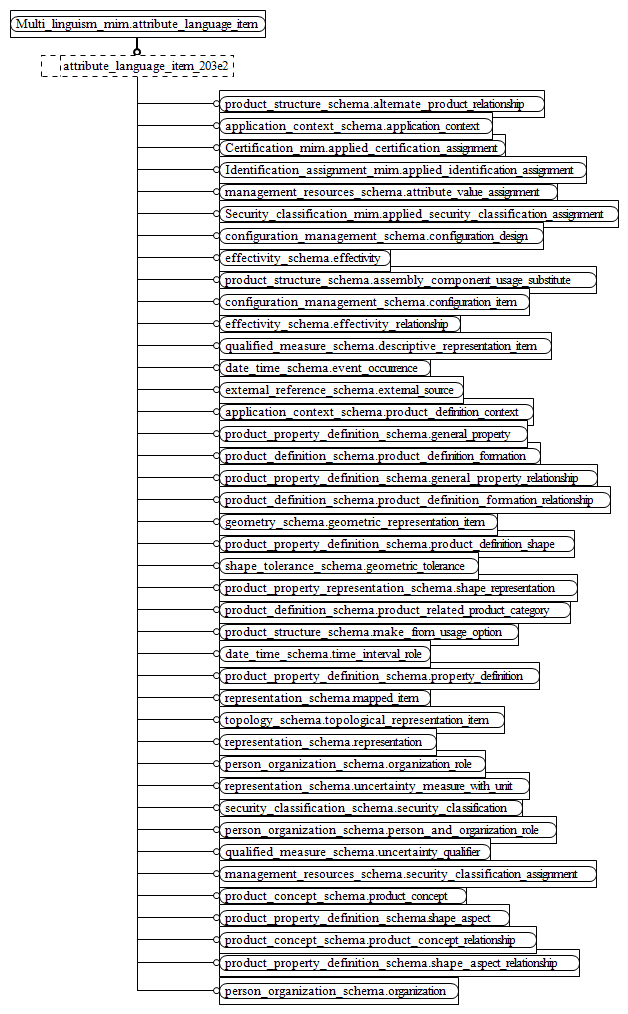 Multi_linguism_mim.attribute_language_item
attribute_language_item_203e2
product_structure_schema.alternate_product_relationship
application_context_schema.application_context
Certification_mim.applied_certification_assignment
Identification_assignment_mim.applied_identification_assignment
management_resources_schema.attribute_value_assignment
Security_classification_mim.applied_security_classification_assignment
configuration_management_schema.configuration_design
effectivity_schema.effectivity
product_structure_schema.assembly_component_usage_substitute
configuration_management_schema.configuration_item
effectivity_schema.effectivity_relationship
qualified_measure_schema.descriptive_representation_item
date_time_schema.event_occurrence
external_reference_schema.external_source
application_context_schema.product_definition_context
product_property_definition_schema.general_property
product_definition_schema.product_definition_formation
product_property_definition_schema.general_property_relationship
product_definition_schema.product_definition_formation_relationship
geometry_schema.geometric_representation_item
product_property_definition_schema.product_definition_shape
shape_tolerance_schema.geometric_tolerance
product_property_representation_schema.shape_representation
product_definition_schema.product_related_product_category
product_structure_schema.make_from_usage_option
date_time_schema.time_interval_role
product_property_definition_schema.property_definition
representation_schema.mapped_item
topology_schema.topological_representation_item
representation_schema.representation
person_organization_schema.organization_role
representation_schema.uncertainty_measure_with_unit
security_classification_schema.security_classification
person_organization_schema.person_and_organization_role
qualified_measure_schema.uncertainty_qualifier
management_resources_schema.security_classification_assignment
product_concept_schema.product_concept
product_property_definition_schema.shape_aspect
product_concept_schema.product_concept_relationship
product_property_definition_schema.shape_aspect_relationship
person_organization_schema.organization